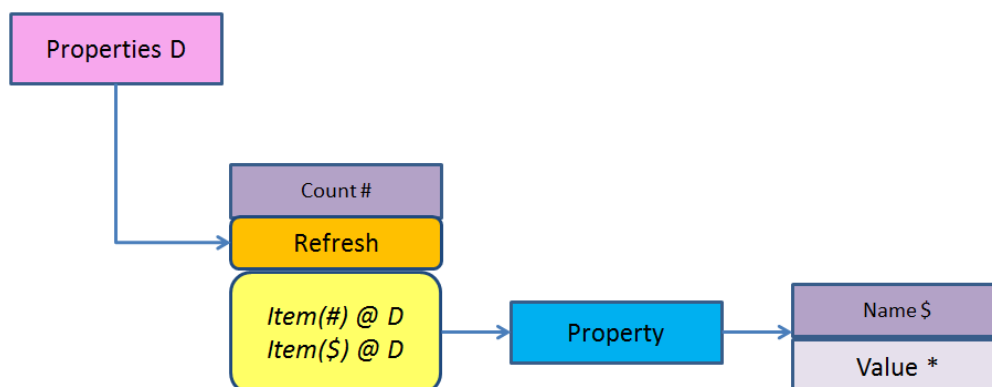 Properties D
Count #
Refresh
Item(#) @ D
Item($) @ D
Property
Name $
Value *